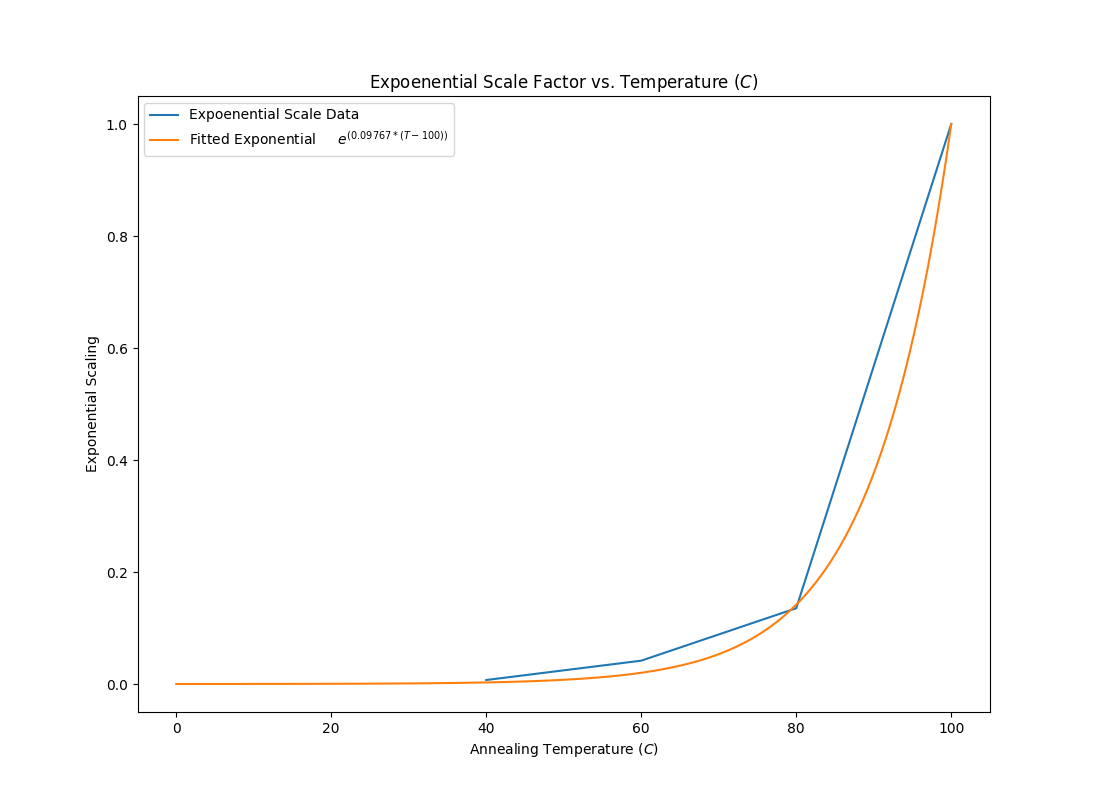 Expoenential Scale Factor vs. Temperature (C)
Expoenential Scale Data
Fitted Exponential e^(0.09767*(T−100))
1.0
0.8
0.6
0.4
0.2
0.0
Exponential Scaling
0 20 40 60 80 100
Annealing Temperature (C)